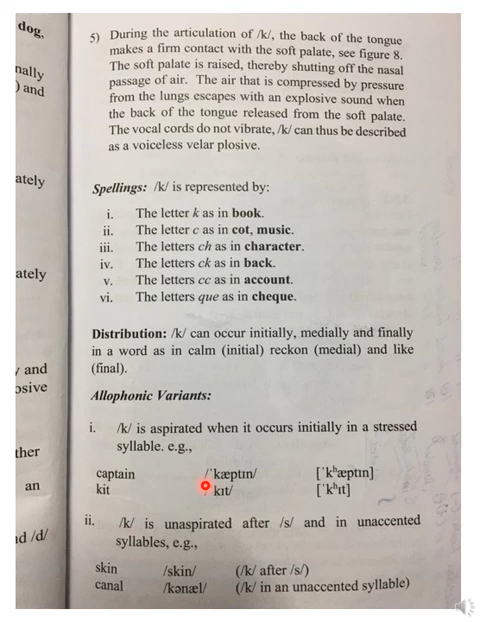 dog,
nally
) and
ately
ately
and
osive
ther
an
nd /d/
5) During the articulation of /k/, the back of the tongue
makes a firm contact with the soft palate, see figure 8.
The soft palate is raised, thereby shutting off the nasal
passage of air. The air that is compressed by pressure
from the lungs escapes with an explosive sound when
the back of the tongue released from the soft palate.
The vocal cords do not vibrate, /k/ can thus be described
as a voiceless velar plosive.
Spellings: /k/ is represented by:
i. The letter k as in book.
ii. The letter c as in cot, music.
iii. The letters ch as in character.
iv. The letters ck as in back.
v. The letters cc as in account.
vi. The letters que as in cheque.
Distribution: /k/ can occur initially, medially and finally
in a word as in calm (initial) reckon (medial) and like
(final).
Allophonic Variants:
i. /k/ is aspirated when it occurs initially in a stressed
syllable. e.g.,
captain /ˈkæptɪn/ [ˈkʰæptɪn]
kit /ˈkɪt/ [ˈkʰɪt]
ii. /k/ is unaspirated after /s/ and in unaccented
syllables, e.g.,
skin /skin/ (/k/ after /s/)
canal /kənæl/ (/k/ in an unaccented syllable)